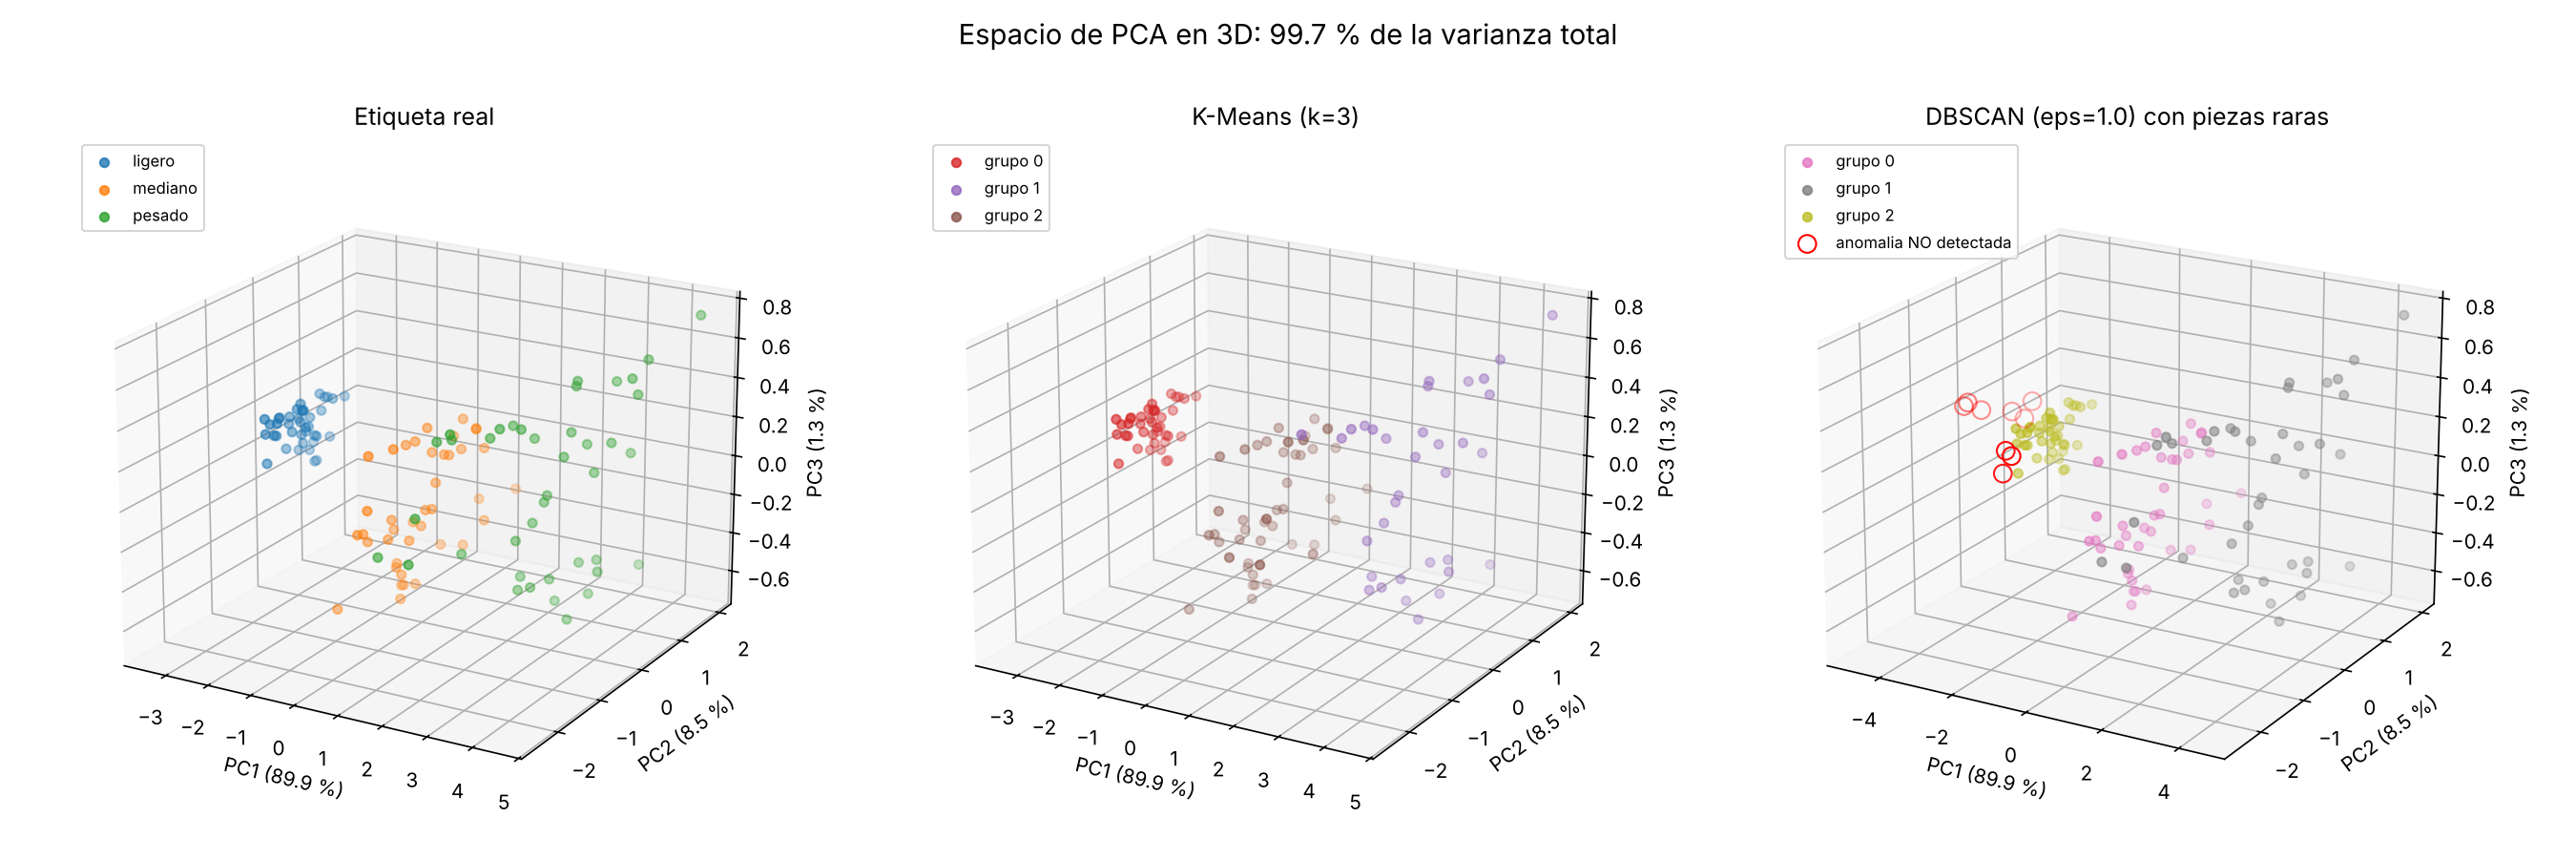 Espacio de PCA en 3D: 99.7 % de la varianza total
Etiqueta real
ligero
mediano
pesado
0.8
0.6
0.4
0.2
0.0
−0.2
−0.4
−0.6
PC3 (1.3 %)
2
1
0
−1
−2
PC2 (8.5 %)
−3
−2
−1
0
1
2
3
4
5
PC1 (89.9 %)
K-Means (k=3)
grupo 0
grupo 1
grupo 2
0.8
0.6
0.4
0.2
0.0
−0.2
−0.4
−0.6
PC3 (1.3 %)
2
1
0
−1
−2
PC2 (8.5 %)
−3
−2
−1
0
1
2
3
4
5
PC1 (89.9 %)
DBSCAN (eps=1.0) con piezas raras
grupo 0
grupo 1
grupo 2
anomalia NO detectada
0.8
0.6
0.4
0.2
0.0
−0.2
−0.4
−0.6
PC3 (1.3 %)
2
1
0
−1
−2
PC2 (8.5 %)
−4
−2
0
2
4
PC1 (89.9 %)